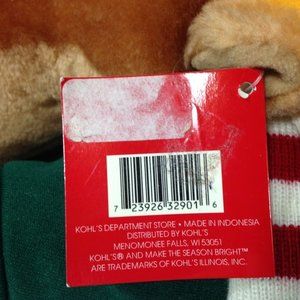 7 23926 32901 6
KOHL'S DEPARTMENT STORE • MADE IN INDONESIA
DISTRIBUTED BY KOHL'S
MENOMONEE FALLS, WI 53051
KOHL'S® AND MAKE THE SEASON BRIGHT™
ARE TRADEMARKS OF KOHL'S ILLINOIS, INC.